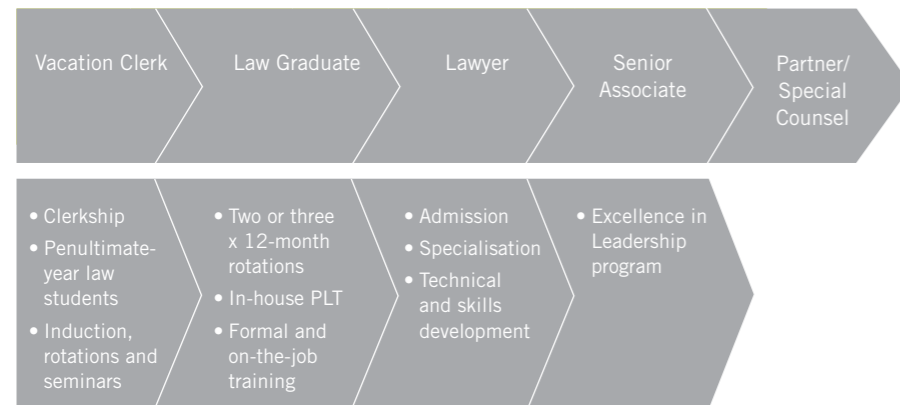 Vacation Clerk
Law Graduate
Lawyer
Senior
Associate
Partner/
Special
Counsel
• Clerkship
• Penultimate-
year law
students
• Induction,
rotations and
seminars
• Two or three
x 12-month
rotations
• In-house PLT
• Formal and
on-the-job
training
• Admission
• Specialisation
• Technical
and skills
development
• Excellence in
Leadership
program